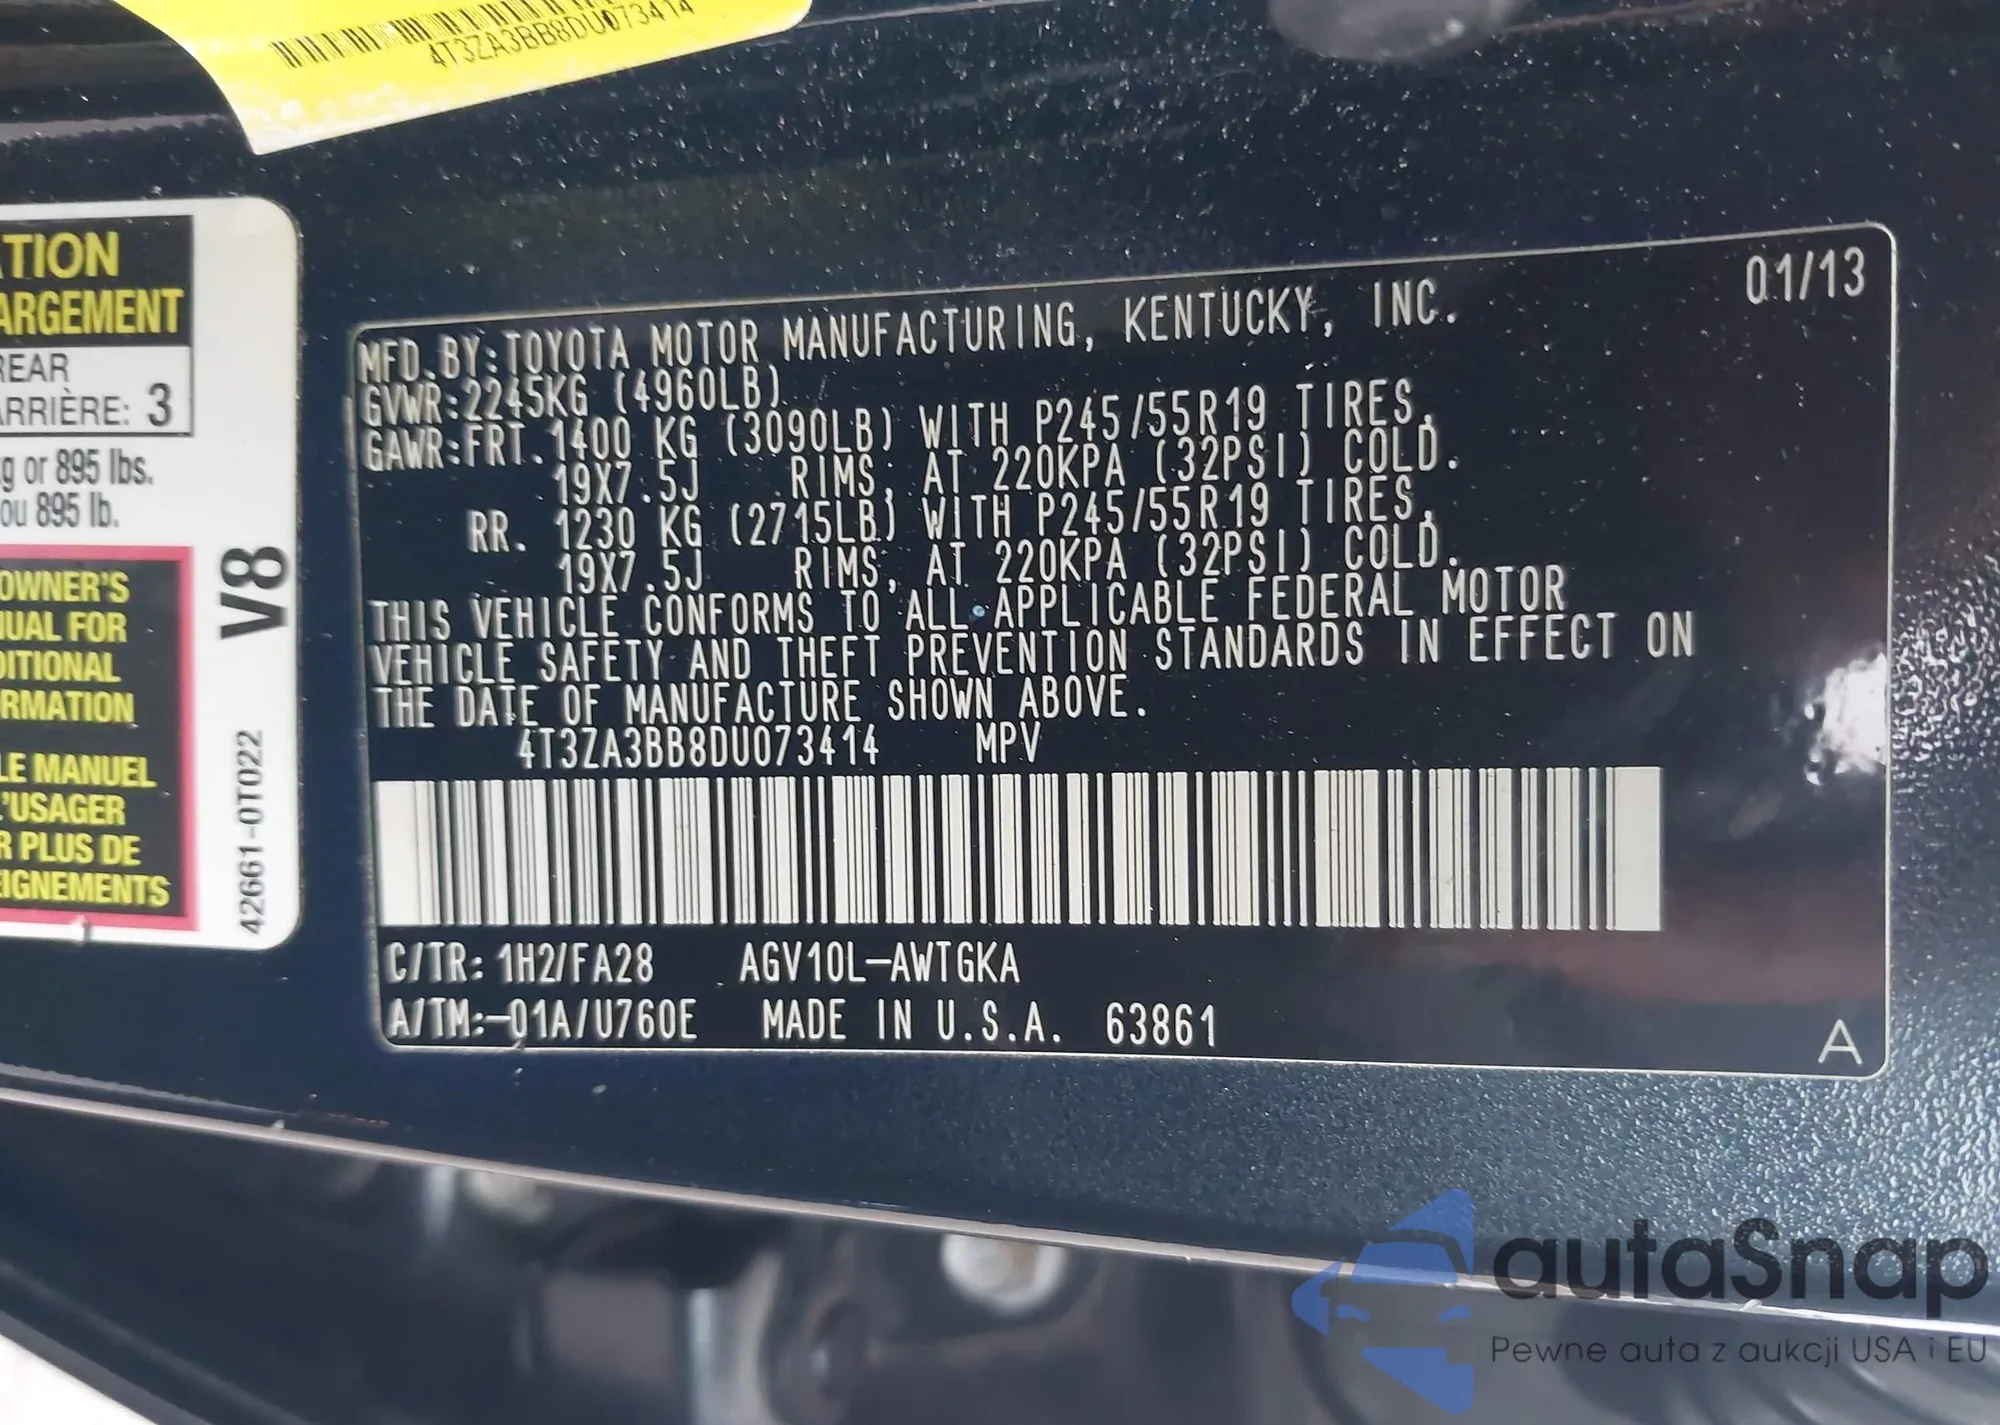 4T3ZA3BB8DU073414
ATION
ARGEMENT
REAR
ARRIÈRE: 3
kg or 895 lbs.
ou 895 lb.
OWNER'S
NUAL FOR
DITIONAL
ORMATION
LE MANUEL
L'USAGER
R PLUS DE
EIGNEMENTS
V8
42661-0T022
01/13
MFD.BY:TOYOTA MOTOR MANUFACTURING, KENTUCKY, INC.
GVWR:2245KG (4960LB)
GAWR:FRT.1400 KG (3090LB) WITH P245/55R19 TIRES,
19X7.5J RIMS, AT 220KPA (32PSI) COLD.
RR. 1230 KG (2715LB) WITH P245/55R19 TIRES,
19X7.5J RIMS, AT 220KPA (32PSI) COLD.
THIS VEHICLE CONFORMS TO ALL APPLICABLE FEDERAL MOTOR
VEHICLE SAFETY AND THEFT PREVENTION STANDARDS IN EFFECT ON
THE DATE OF MANUFACTURE SHOWN ABOVE.
4T3ZA3BB8DU073414 MPV
C/TR: 1H2/FA28 AGV10L-AWTGKA
A/TM:-01A/U760E MADE IN U.S.A. 63861
A
autaSnap
Pewne auta z aukcji USA i EU